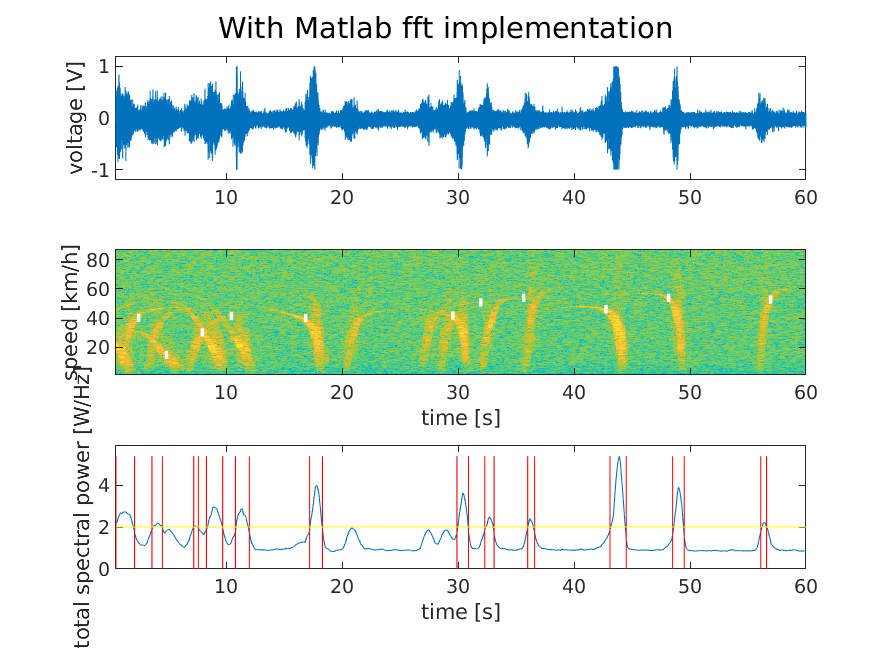 With Matlab fft implementation
voltage [V]
1
0
-1
10 20 30 40 50 60
speed [km/h]
80
60
40
20
10 20 30 40 50 60
time [s]
total spectral power [W/Hz]
4
2
0
10 20 30 40 50 60
time [s]